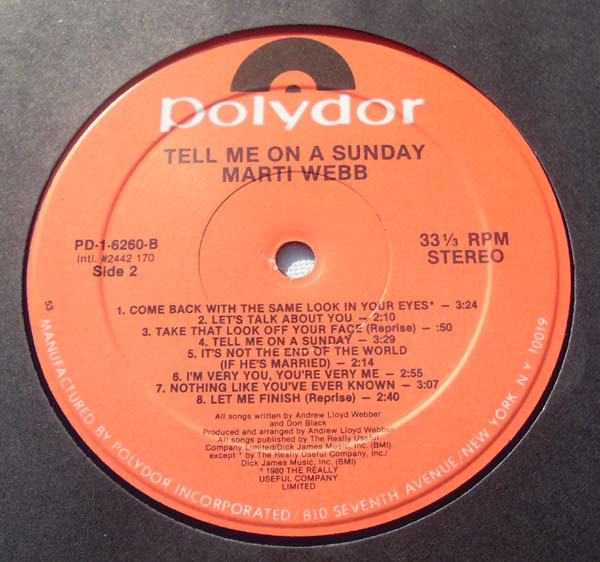 polydor
TELL ME ON A SUNDAY
MARTI WEBB
PD-1-6260-B
Intl. #2442 170
Side 2
33 1/3 RPM
STEREO
1. COME BACK WITH THE SAME LOOK IN YOUR EYES* – 3:24
2. LET'S TALK ABOUT YOU – 2:10
3. TAKE THAT LOOK OFF YOUR FACE (Reprise) – :50
4. TELL ME ON A SUNDAY – 3:29
5. IT'S NOT THE END OF THE WORLD
(IF HE'S MARRIED) – 2:14
6. I'M VERY YOU, YOU'RE VERY ME – 2:55
7. NOTHING LIKE YOU'VE EVER KNOWN – 3:07
8. LET ME FINISH (Reprise) – 2:40
All songs written by Andrew Lloyd Webber
and Don Black
Produced and arranged by Andrew Lloyd Webber
All songs published by The Really Useful
Company Limited/Dick James Music, Inc. (BMI)
except * by The Really Useful Company, Inc./
Dick James Music, Inc. (BMI)
℗ 1980 THE REALLY
USEFUL COMPANY
LIMITED
53
MANUFACTURED BY POLYDOR INCORPORATED/810 SEVENTH AVENUE/NEW YORK, N.Y. 10019